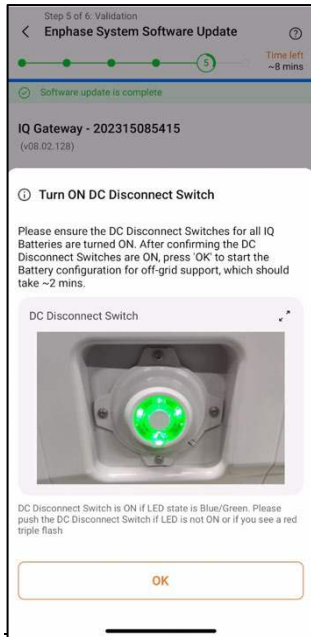 Step 5 of 6: Validation
Enphase System Software Update
Time left
5
~8 mins
Software update is complete
IQ Gateway - 202315085415
(v08.02.128)
Turn ON DC Disconnect Switch
Please ensure the DC Disconnect Switches for all IQ
Batteries are turned ON. After confirming the DC
Disconnect Switches are ON, press 'OK' to start the
Battery configuration for off-grid support, which should
take ~2 mins.
DC Disconnect Switch
DC Disconnect Switch is ON if LED state is Blue/Green. Please
push the DC Disconnect Switch if LED is not ON or if you see a red
triple flash
OK